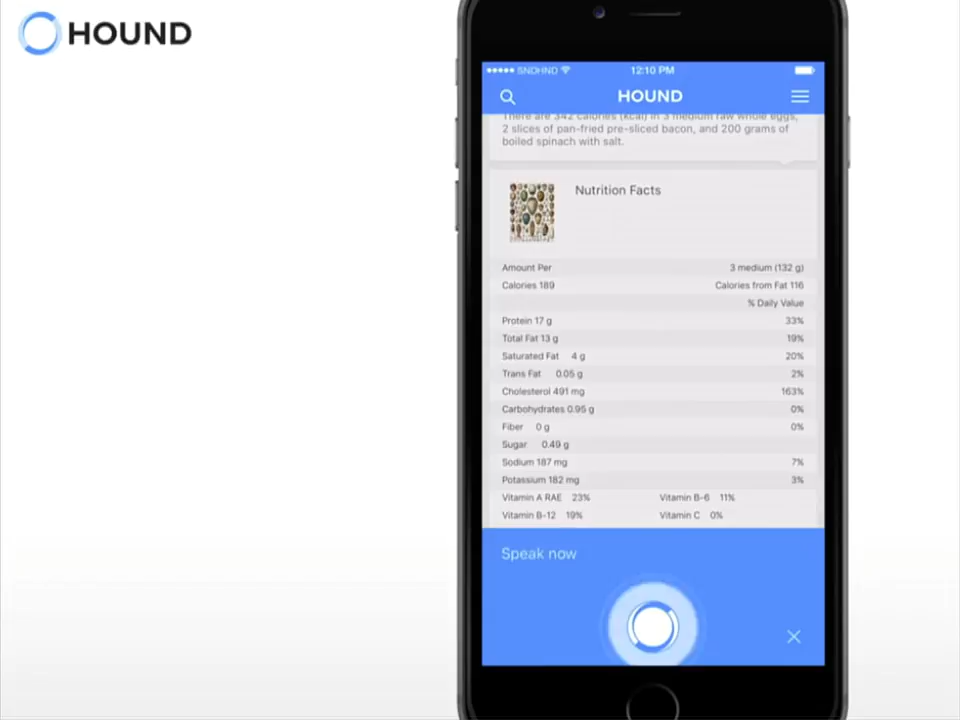 HOUND
SNDHND 12:10 PM
HOUND
There are 342 calories (kcal) in 3 medium raw whole eggs,
2 slices of pan-fried pre-sliced bacon, and 200 grams of
boiled spinach with salt.
Nutrition Facts
Amount Per 3 medium (132 g)
Calories 189 Calories from Fat 116
% Daily Value
Protein 17 g 33%
Total Fat 13 g 19%
Saturated Fat 4 g 20%
Trans Fat 0.05 g 2%
Cholesterol 491 mg 163%
Carbohydrates 0.95 g 0%
Fiber 0 g 0%
Sugar 0.49 g
Sodium 187 mg 7%
Potassium 182 mg 3%
Vitamin A RAE 23% Vitamin B-6 11%
Vitamin B-12 19% Vitamin C 0%
Speak now